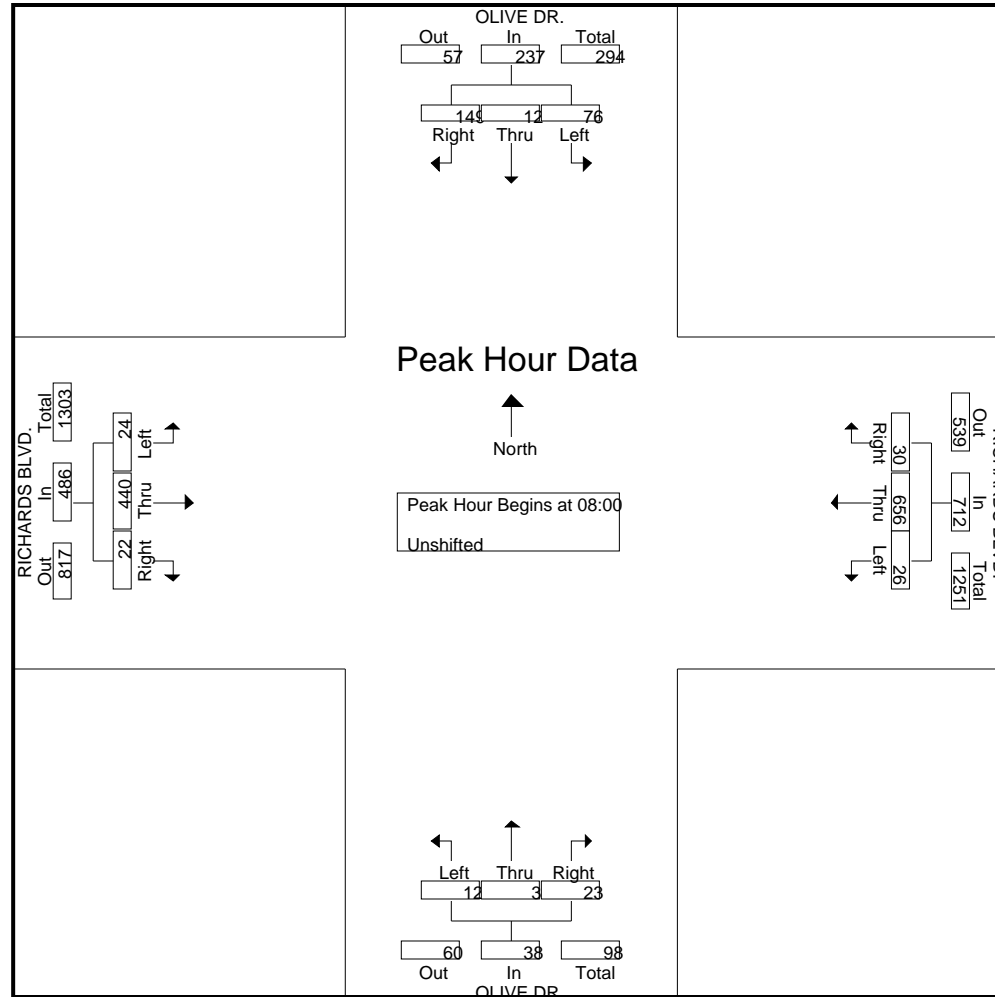 OLIVE DR.
Out In Total
57 237 294
149 12 76
Right Thru Left
Peak Hour Data
North
Peak Hour Begins at 08:00
Unshifted
RICHARDS BLVD.
Total In Out
1303 486 817
24 440 22
Left Thru Right
Right Thru Left
30 656 26
539 712 1251
Out In Total
Left Thru Right
12 3 23
60 38 98
Out In Total
OLIVE DR.